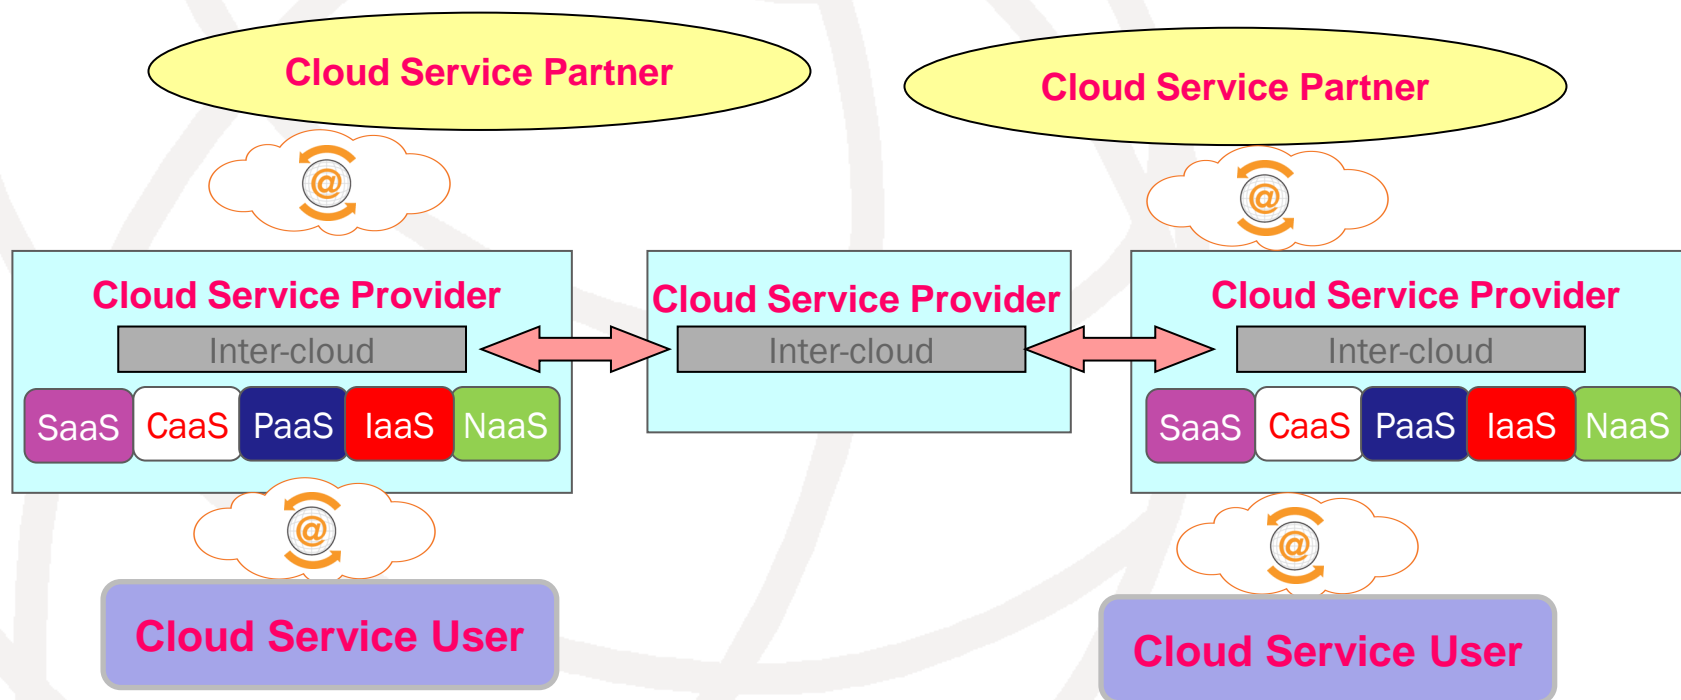 Cloud Service Partner
Cloud Service Partner
@
@
Cloud Service Provider
Cloud Service Provider
Cloud Service Provider
Inter-cloud
Inter-cloud
Inter-cloud
SaaS CaaS PaaS IaaS NaaS
SaaS CaaS PaaS IaaS NaaS
@
@
Cloud Service User
Cloud Service User